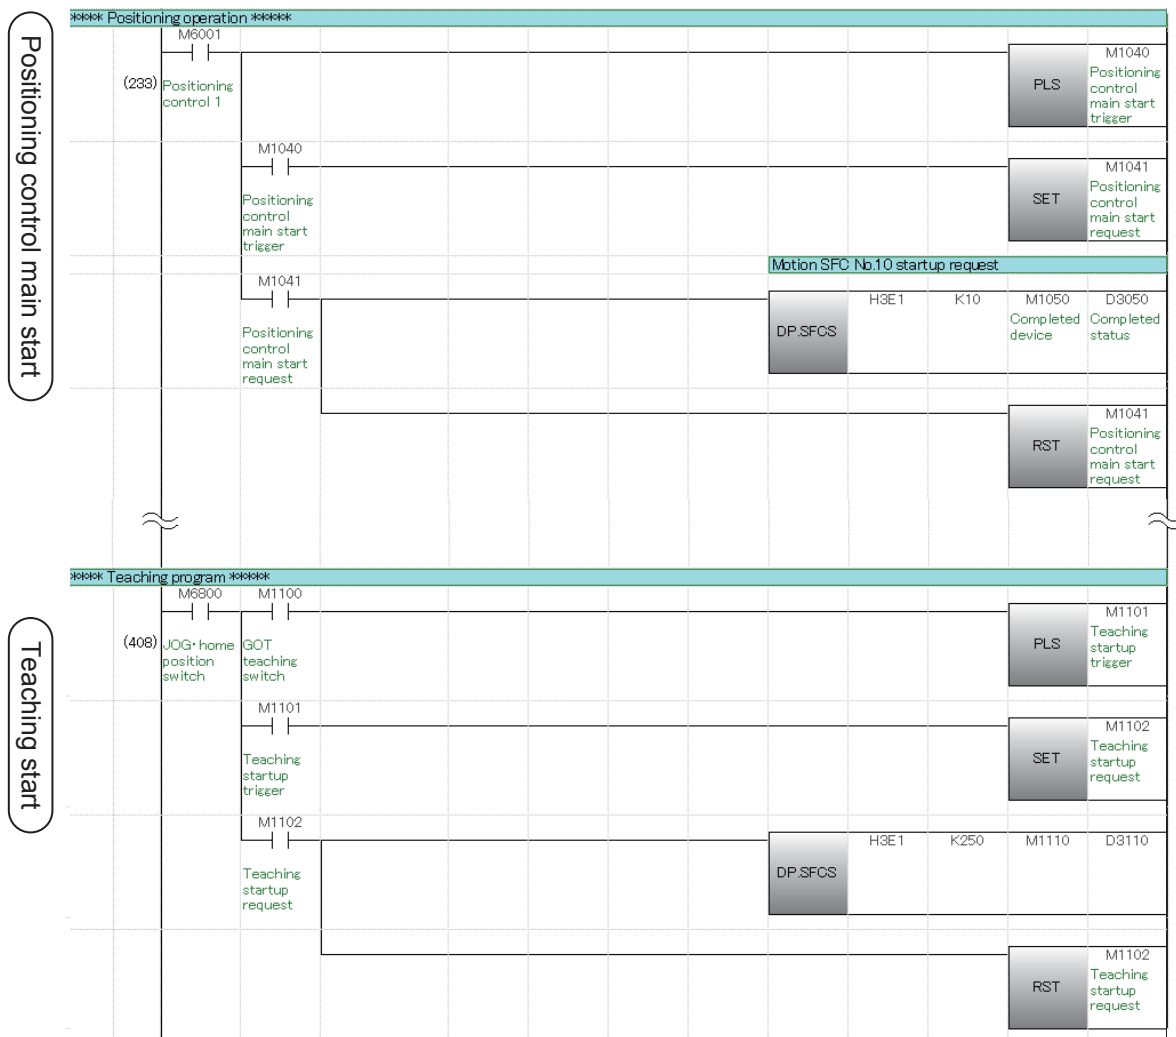 Positioning control main start
***** Positioning operation *****
M6001
(233)
Positioning
control 1
PLS
M1040
Positioning
control
main start
trigger
M1040
Positioning
control
main start
trigger
SET
M1041
Positioning
control
main start
request
Motion SFC No.10 startup request
M1041
Positioning
control
main start
request
DP.SFCS
H3E1
K10
M1050
Completed
device
D3050
Completed
status
RST
M1041
Positioning
control
main start
request
Teaching start
***** Teaching program *****
M6800
(408)
JOG・home
position
switch
M1100
GOT
teaching
switch
PLS
M1101
Teaching
startup
trigger
M1101
Teaching
startup
trigger
SET
M1102
Teaching
startup
request
M1102
Teaching
startup
request
DP.SFCS
H3E1
K250
M1110
D3110
RST
M1102
Teaching
startup
request